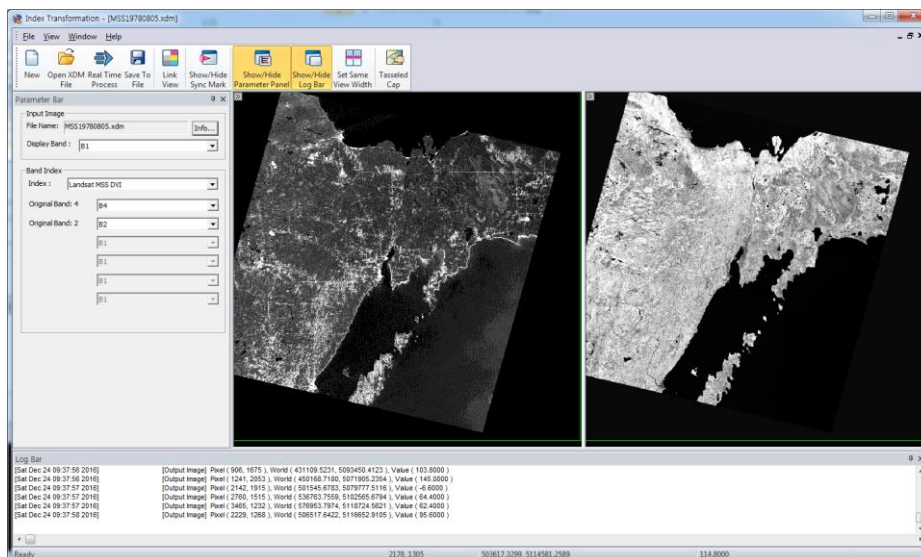 Index Transformation - [MSS19780805.xdm]
File View Window Help
New Open XDM File Real Time Process Save To File Link View Show/Hide Sync Mark Show/Hide Parameter Panel Show/Hide Log Bar Set Same View Width Tasseled Cap
Parameter Bar
Input Image
File Name: MSS19780805.xdm Info...
Display Band : B1
Band Index
Index : Landsat MSS DVI
Original Band: 4 B4
Original Band: 2 B2
B1
B1
B1
B1
Log Bar
[Sat Dec 24 09:37:56 2016] [Output Image] Pixel ( 906, 1675 ), World ( 431109.5231, 5093450.4123 ), Value ( 103.8000 )
[Sat Dec 24 09:37:56 2016] [Output Image] Pixel ( 1241, 2053 ), World ( 450168.7180, 5071905.2354 ), Value ( 145.0000 )
[Sat Dec 24 09:37:57 2016] [Output Image] Pixel ( 2142, 1915 ), World ( 501545.6783, 5079777.5116 ), Value ( -6.6000 )
[Sat Dec 24 09:37:57 2016] [Output Image] Pixel ( 2760, 1515 ), World ( 536763.7559, 5102565.6794 ), Value ( 64.4000 )
[Sat Dec 24 09:37:57 2016] [Output Image] Pixel ( 3465, 1232 ), World ( 576953.7974, 5118724.5621 ), Value ( 62.4000 )
[Sat Dec 24 09:37:58 2016] [Output Image] Pixel ( 2229, 1268 ), World ( 506517.6422, 5116652.9105 ), Value ( 95.6000 )
Ready 2178, 1305 503617.3299, 5114581.2589 114.8000